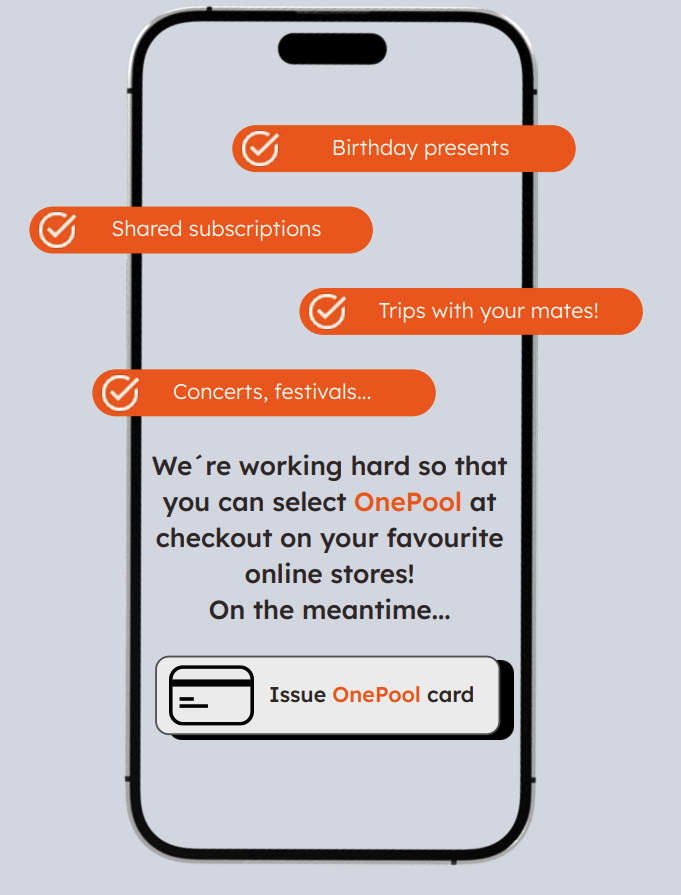 Birthday presents
Shared subscriptions
Trips with your mates!
Concerts, festivals...
We´re working hard so that
you can select OnePool at
checkout on your favourite
online stores!
On the meantime...
Issue OnePool card